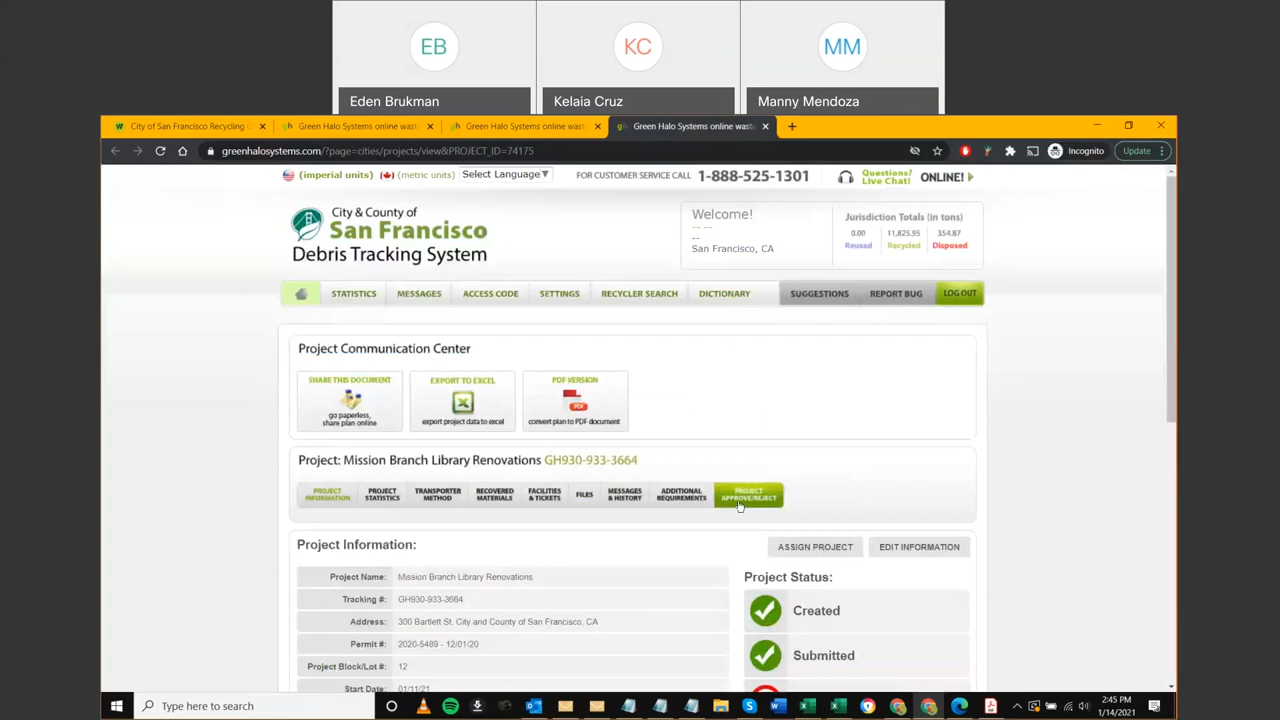 EB
KC
MM
Eden Brukman
Kelaia Cruz
Manny Mendoza
City of San Francisco Recycling
Green Halo Systems online wast
Green Halo Systems online wast
Green Halo Systems online wast
greenhalosystems.com/?page=cities/projects/view&PROJECT_ID=74175
Incognito
Update
(imperial units)
(metric units)
Select Language
FOR CUSTOMER SERVICE CALL 1-888-525-1301
Questions?
Live Chat!
ONLINE!
City & County of
San Francisco
Debris Tracking System
Welcome!
-- --
--
San Francisco, CA
Jurisdiction Totals (in tons)
0.00 11,825.95 354.87
Reused Recycled Disposed
STATISTICS MESSAGES ACCESS CODE SETTINGS RECYCLER SEARCH DICTIONARY SUGGESTIONS REPORT BUG LOG OUT
Project Communication Center
SHARE THIS DOCUMENT
go paperless,
share plan online
EXPORT TO EXCEL
export project data to excel
PDF VERSION
PDF
convert plan to PDF document
Project: Mission Branch Library Renovations GH930-933-3664
PROJECT
INFORMATION
PROJECT
STATISTICS
TRANSPORTER
METHOD
RECOVERED
MATERIALS
FACILITIES
& TICKETS
FILES
MESSAGES
& HISTORY
ADDITIONAL
REQUIREMENTS
PROJECT
APPROVE/REJECT
Project Information:
ASSIGN PROJECT
EDIT INFORMATION
Project Name: Mission Branch Library Renovations
Tracking #: GH930-933-3664
Address: 300 Bartlett St, City and County of San Francisco, CA
Permit #: 2020-5489 - 12/01/20
Project Block/Lot #: 12
Start Date: 01/11/21
Project Status:
Created
Submitted
Type here to search
2:45 PM
1/14/2021